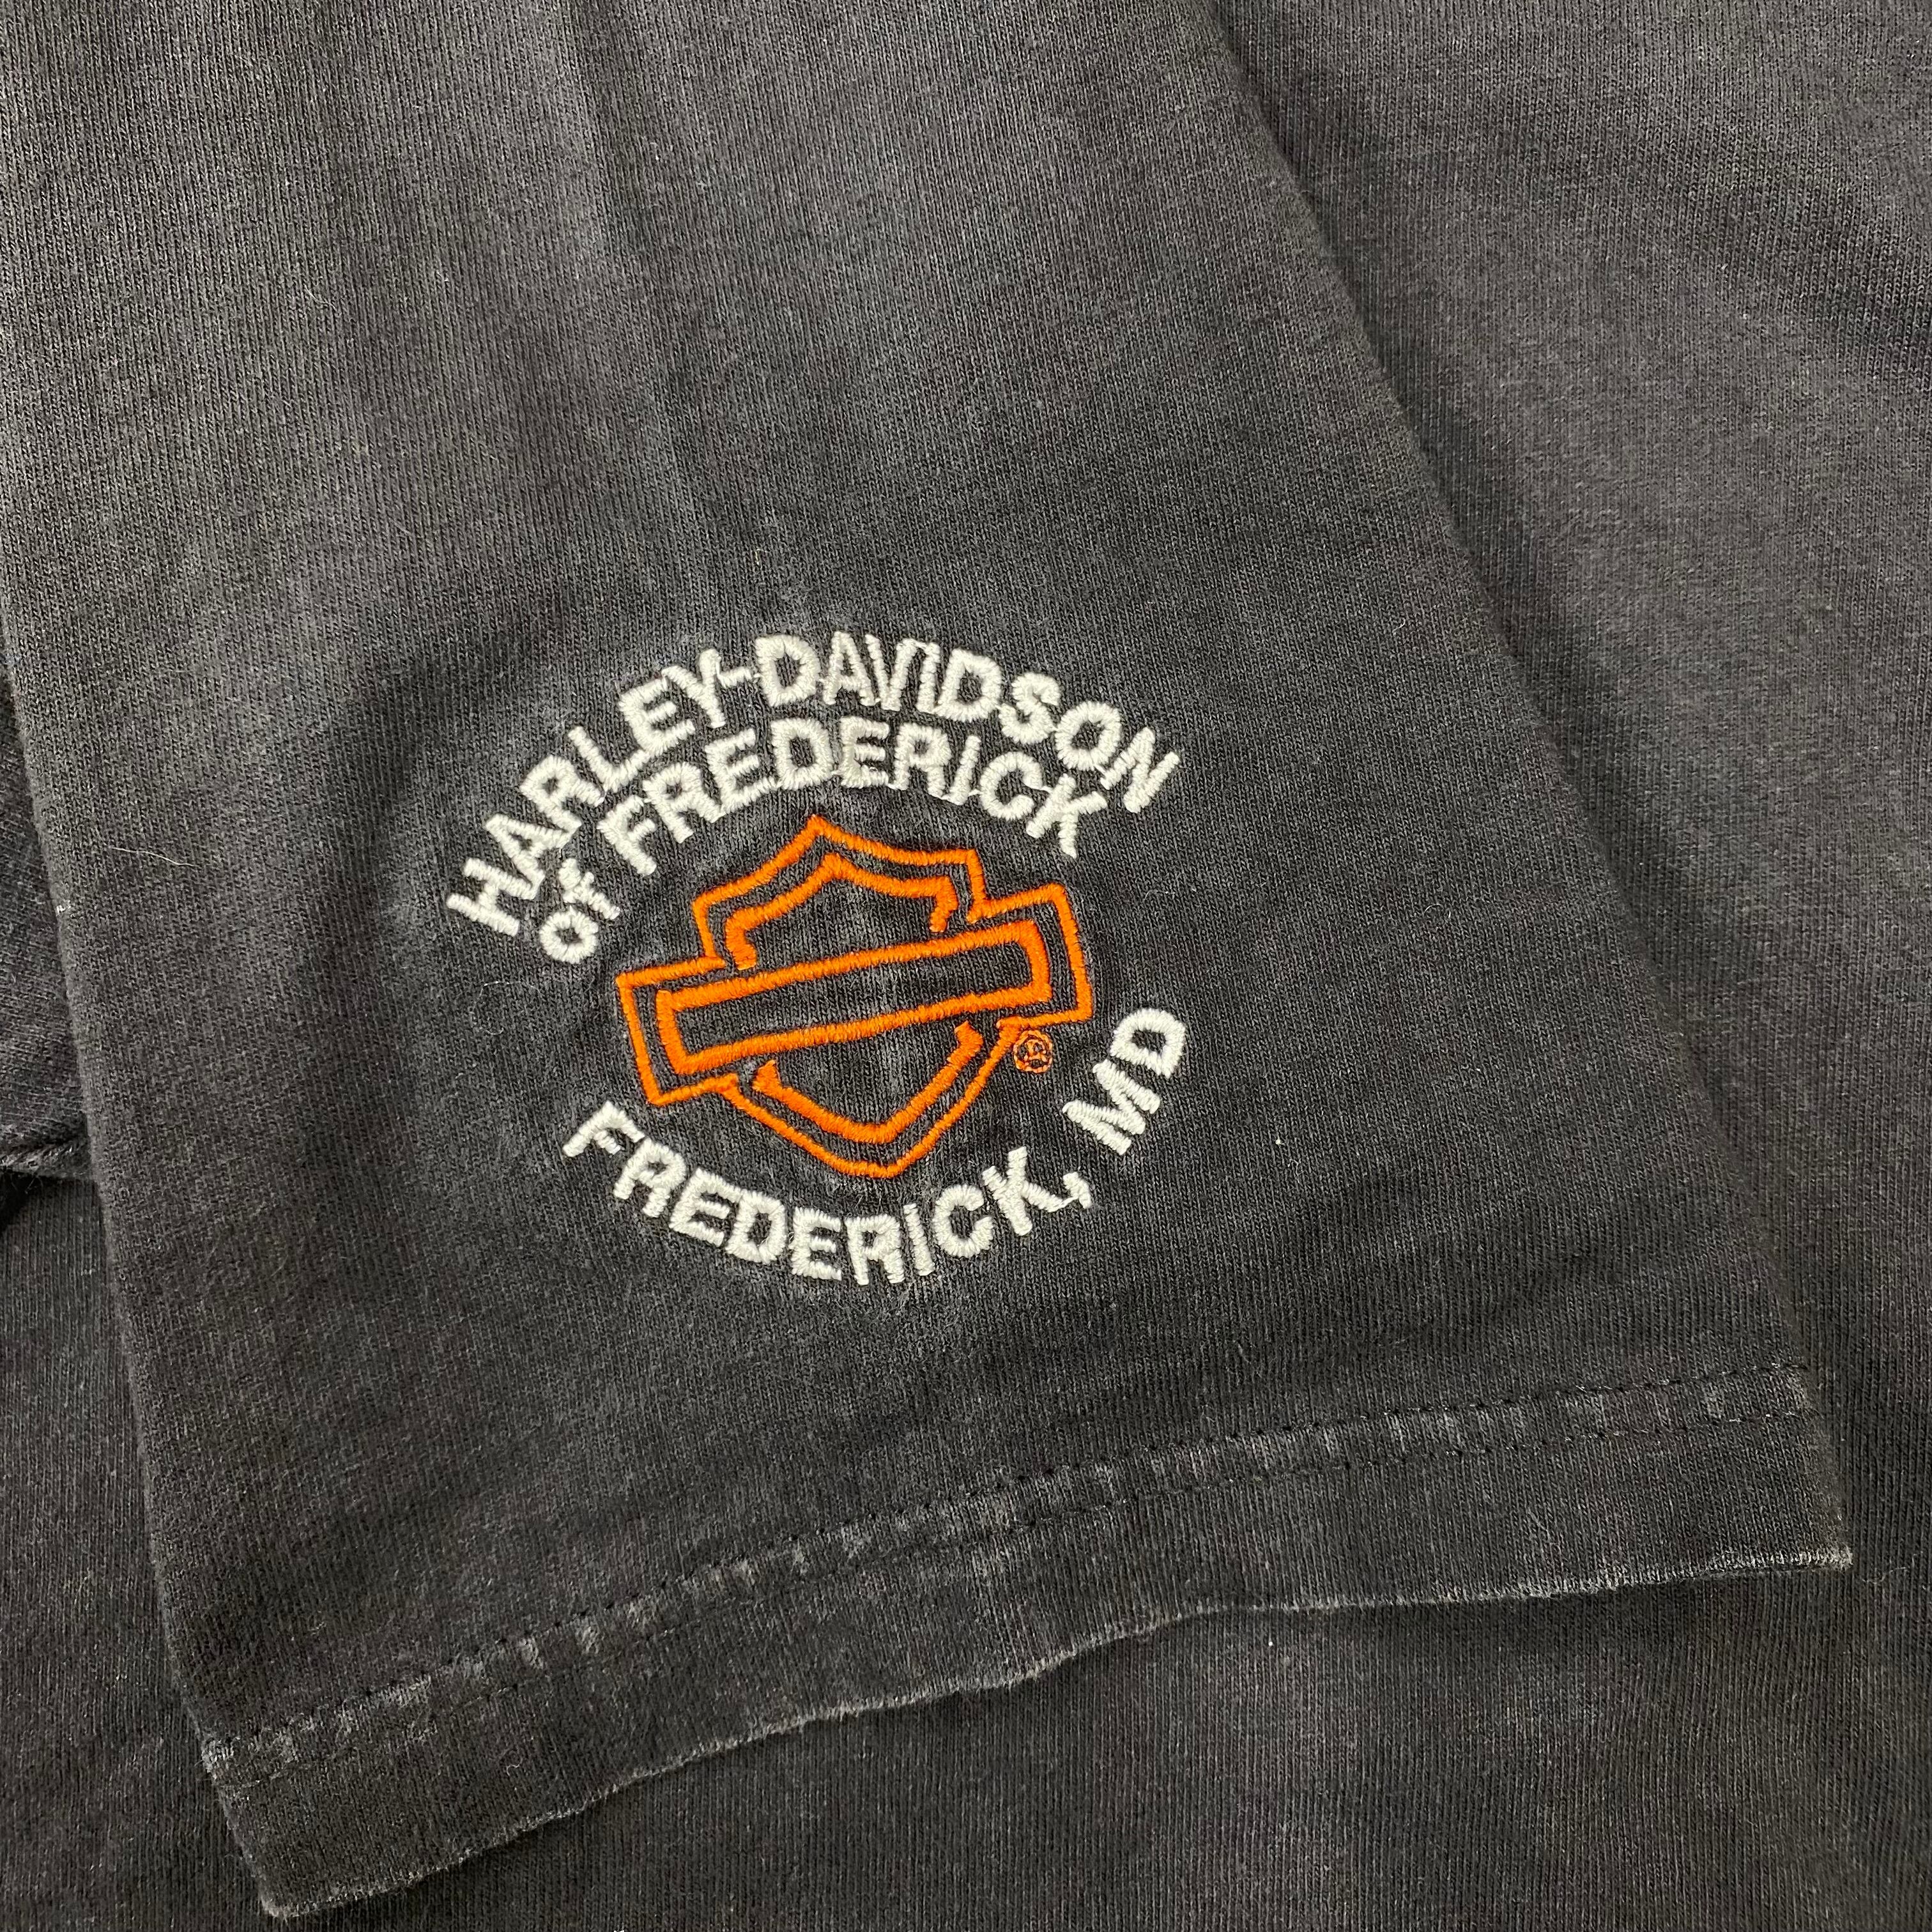 HARLEY-DAVIDSON
OF FREDERICK
®
FREDERICK, MD